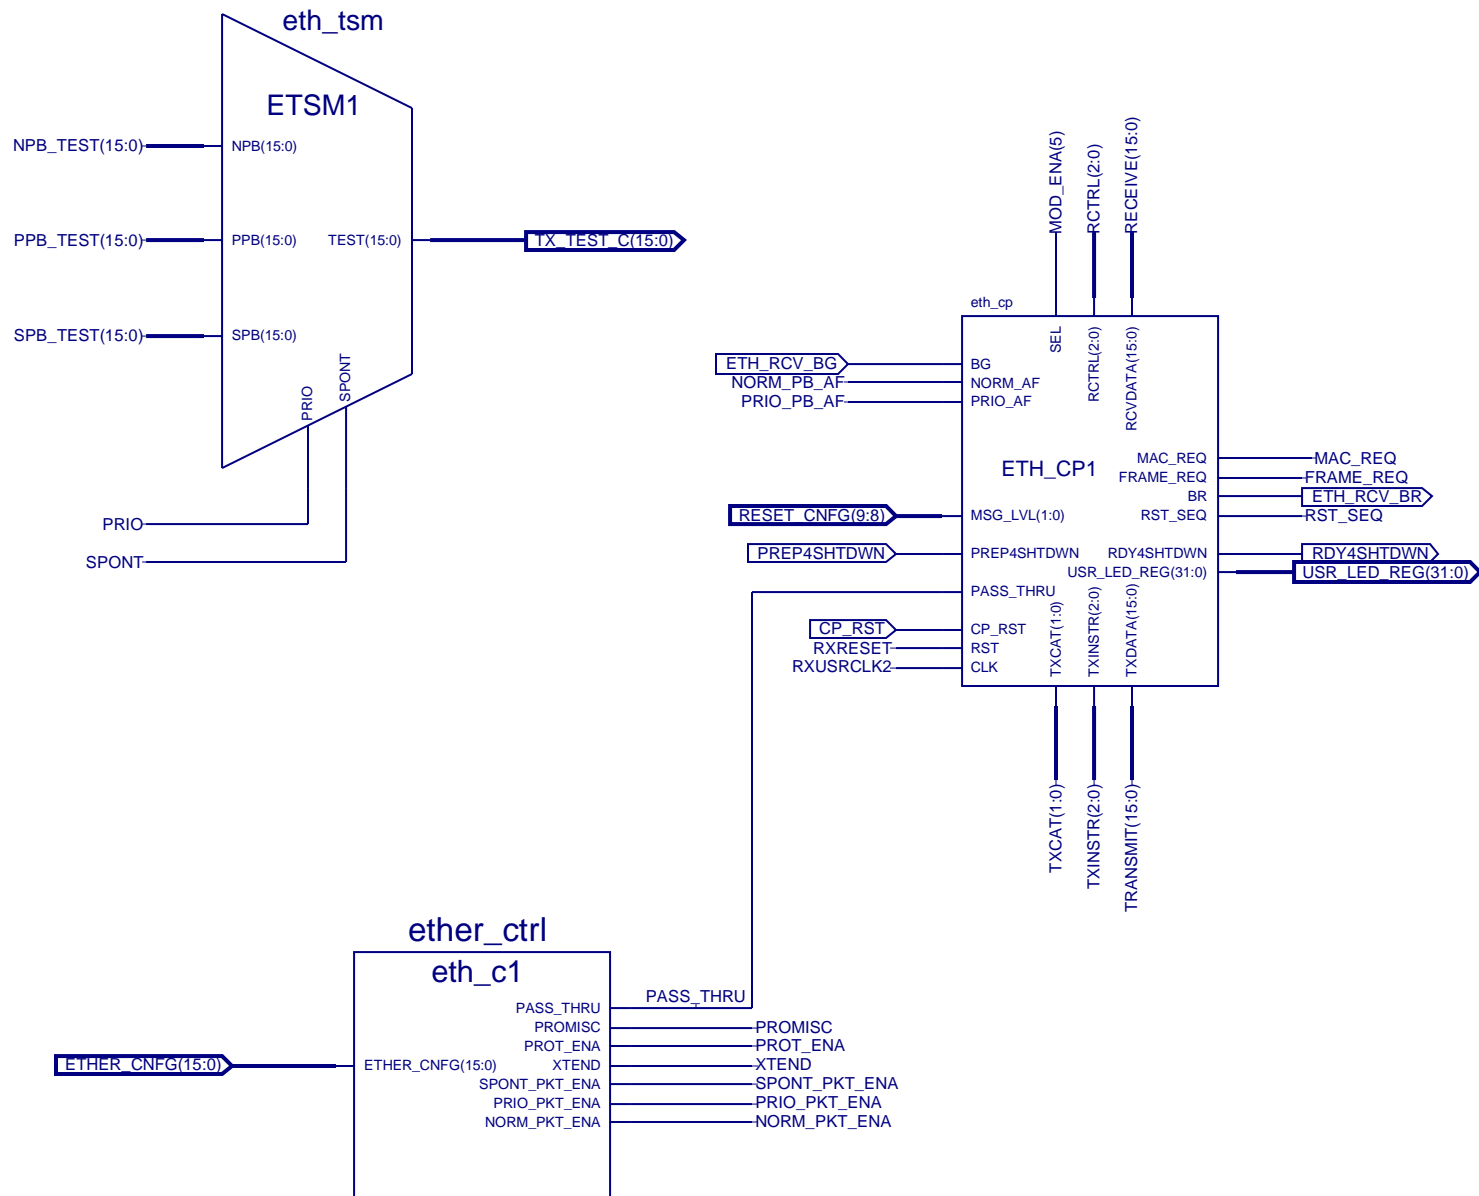 eth_tsm
ETSM1
NPB_TEST(15:0)
NPB(15:0)
PPB_TEST(15:0)
PPB(15:0)
TEST(15:0)
TX_TEST_C(15:0)
SPB_TEST(15:0)
SPB(15:0)
PRIO
SPONT
PRIO
SPONT
MOD_ENA(5)
RCTRL(2:0)
RECEIVE(15:0)
eth_cp
SEL
RCTRL(2:0)
RCVDATA(15:0)
ETH_RCV_BG
BG
NORM_PB_AF
NORM_AF
PRIO_PB_AF
PRIO_AF
ETH_CP1
MAC_REQ
MAC_REQ
FRAME_REQ
FRAME_REQ
BR
ETH_RCV_BR
RESET_CNFG(9:8)
MSG_LVL(1:0)
RST_SEQ
RST_SEQ
PREP4SHTDWN
PREP4SHTDWN
RDY4SHTDWN
RDY4SHTDWN
USR_LED_REG(31:0)
USR_LED_REG(31:0)
PASS_THRU
CP_RST
CP_RST
RXRESET
RST
RXUSRCLK2
CLK
TXCAT(1:0)
TXINSTR(2:0)
TXDATA(15:0)
TXCAT(1:0)
TXINSTR(2:0)
TRANSMIT(15:0)
ether_ctrl
eth_c1
PASS_THRU
PASS_THRU
PROMISC
PROMISC
PROT_ENA
PROT_ENA
ETHER_CNFG(15:0)
ETHER_CNFG(15:0)
XTEND
XTEND
SPONT_PKT_ENA
SPONT_PKT_ENA
PRIO_PKT_ENA
PRIO_PKT_ENA
NORM_PKT_ENA
NORM_PKT_ENA